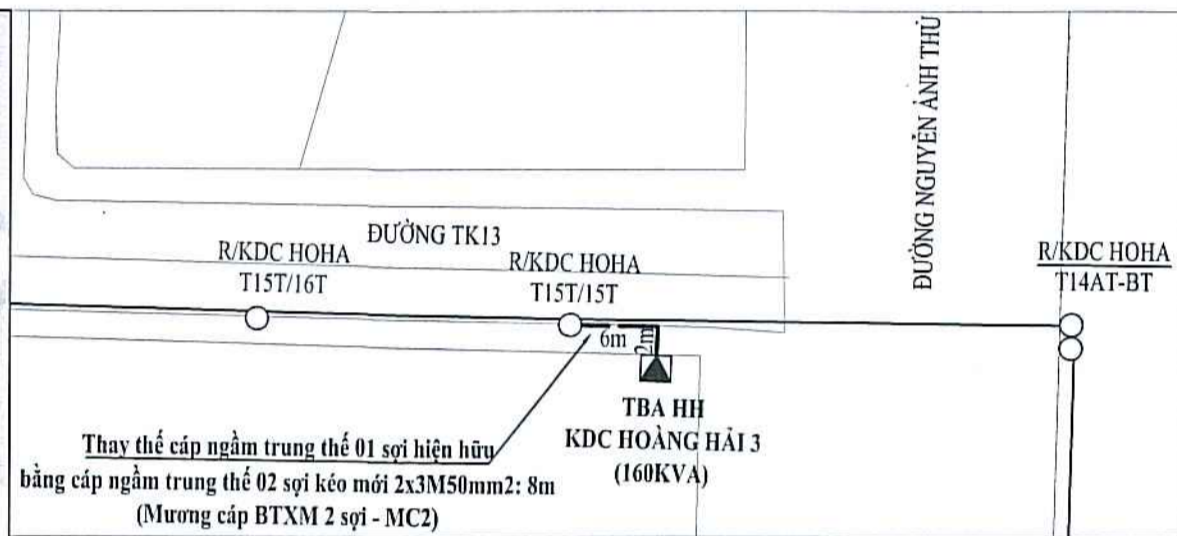 ĐƯỜNG NGUYỄN ẢNH THỦ
ĐƯỜNG TK13
R/KDC HOHA
T15T/16T
R/KDC HOHA
T15T/15T
R/KDC HOHA
T14AT-BT
6m
2m
TBA HH
KDC HOÀNG HẢI 3
(160KVA)
Thay thế cáp ngầm trung thế 01 sợi hiện hữu
bằng cáp ngầm trung thế 02 sợi kéo mới 2x3M50mm2: 8m
(Mương cáp BTXM 2 sợi - MC2)